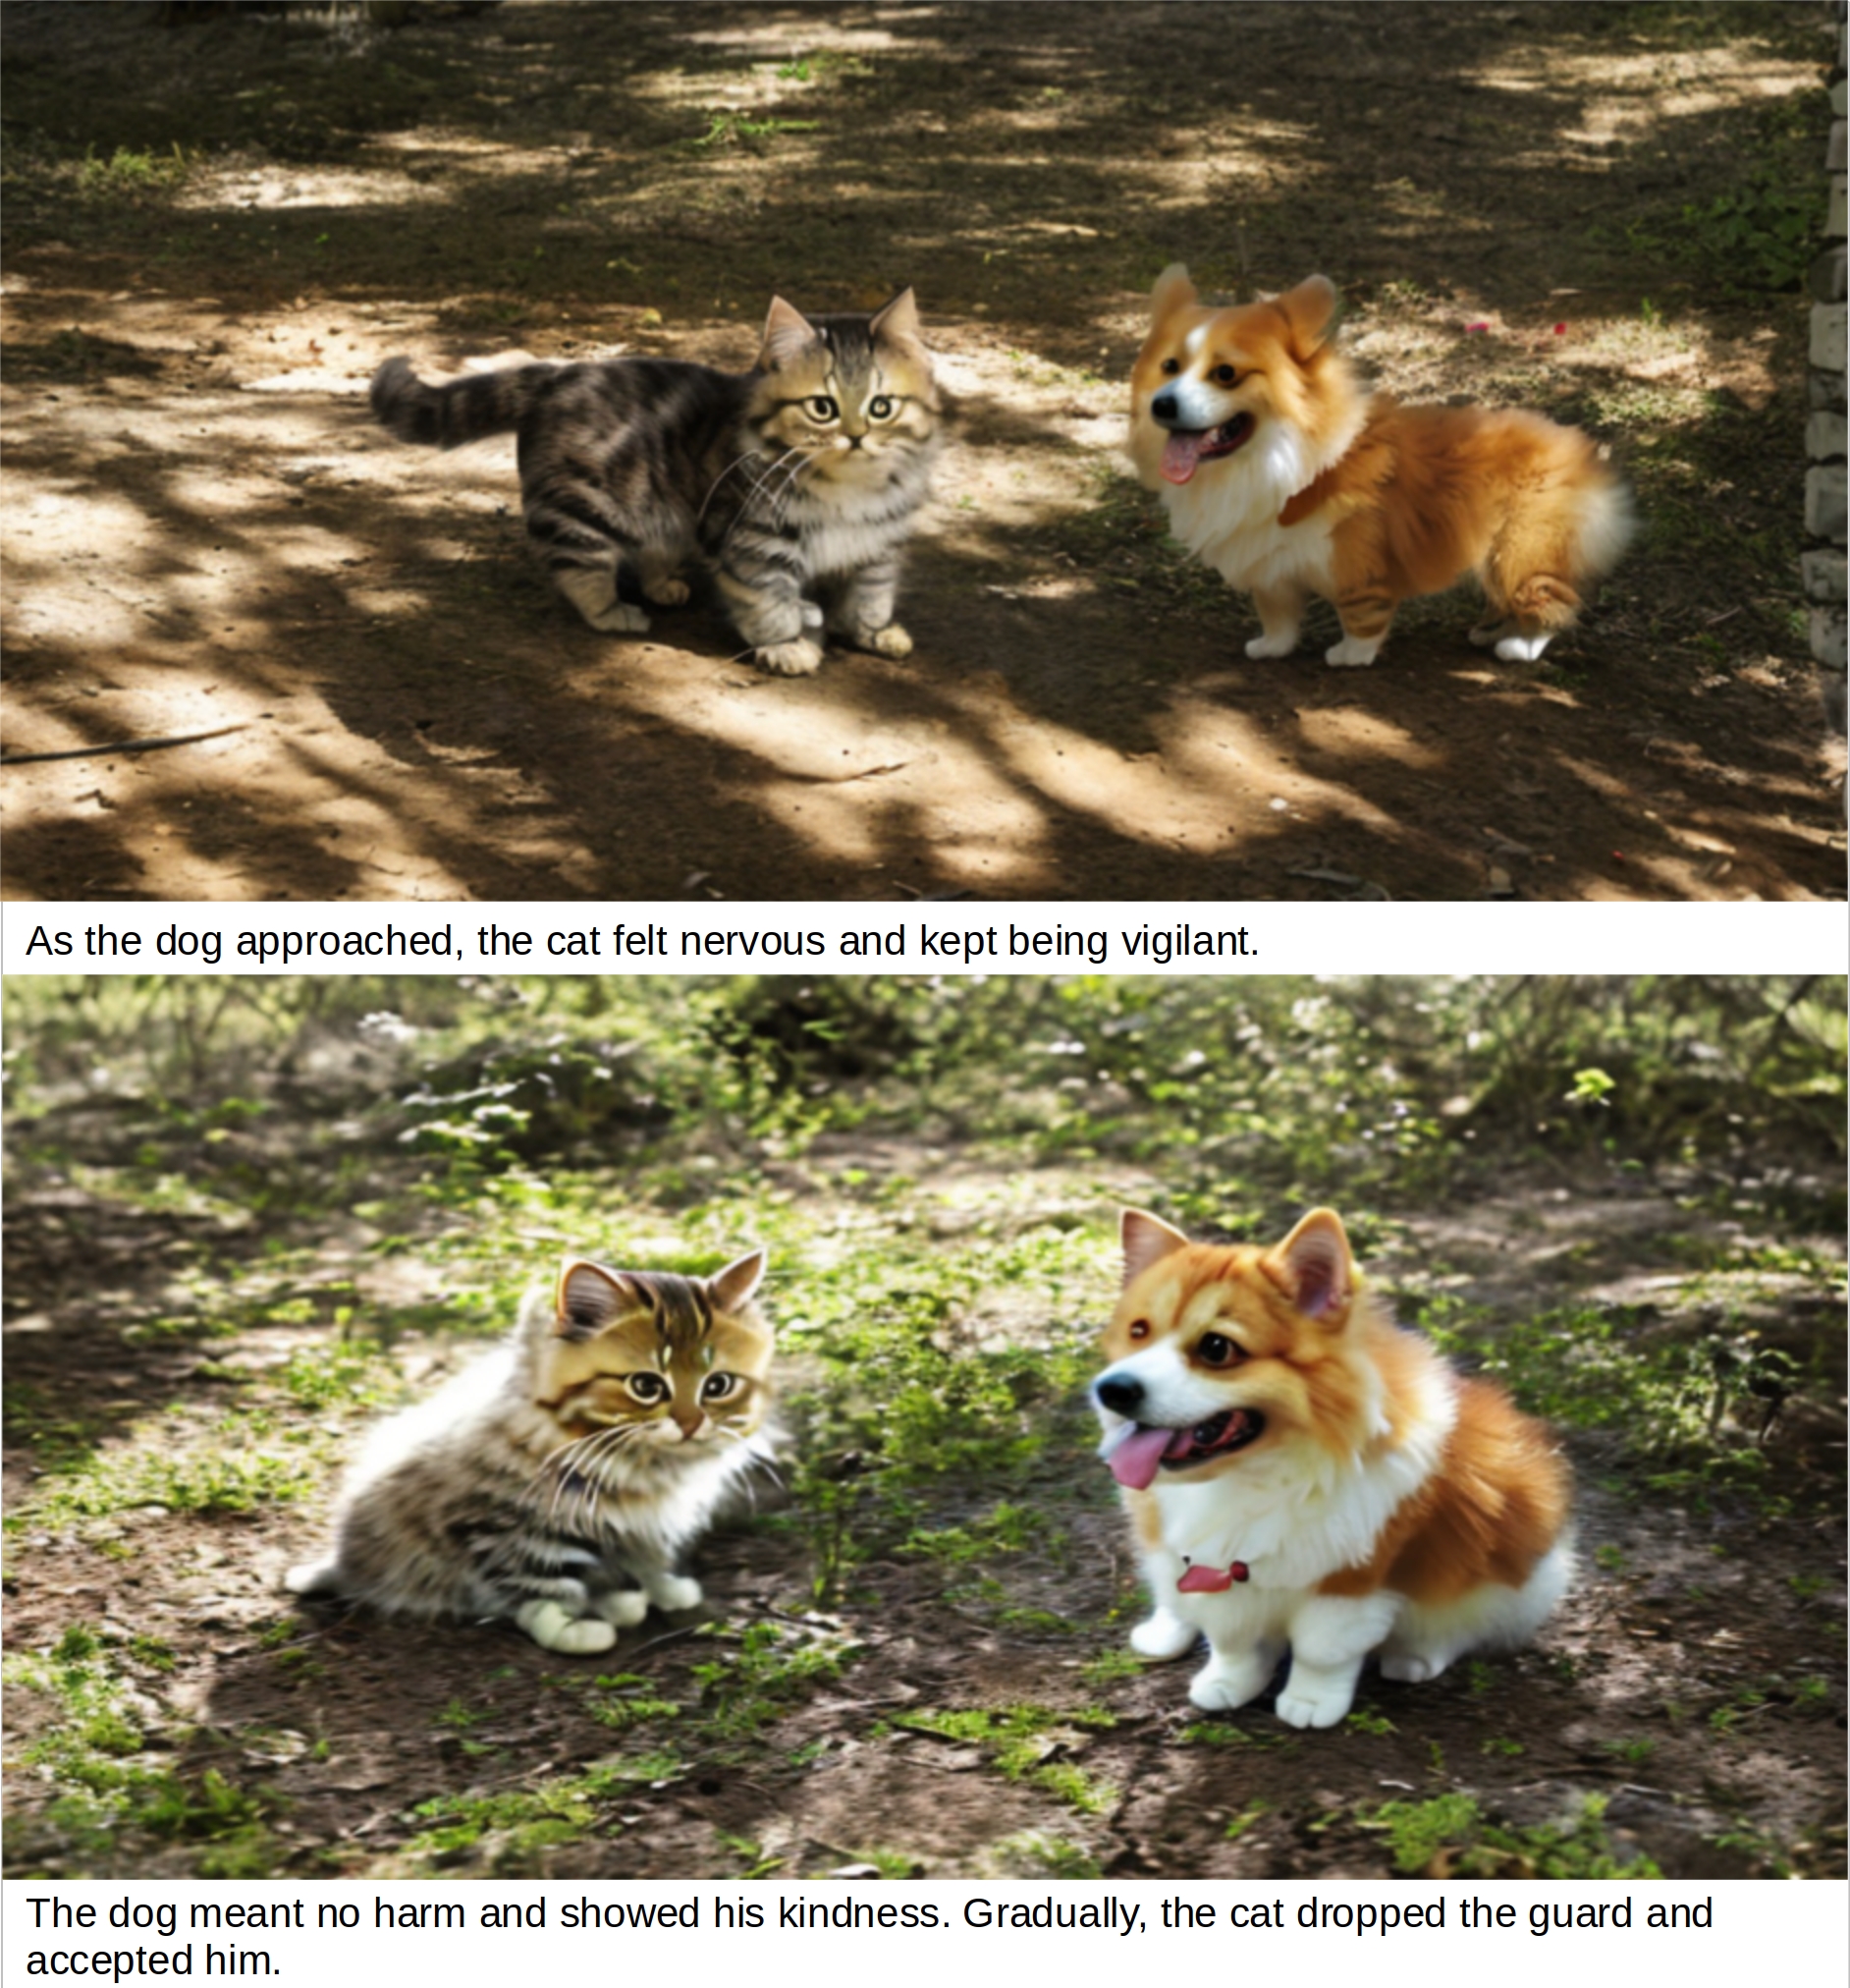 As the dog approached, the cat felt nervous and kept being vigilant.
The dog meant no harm and showed his kindness. Gradually, the cat dropped the guard and
accepted him.